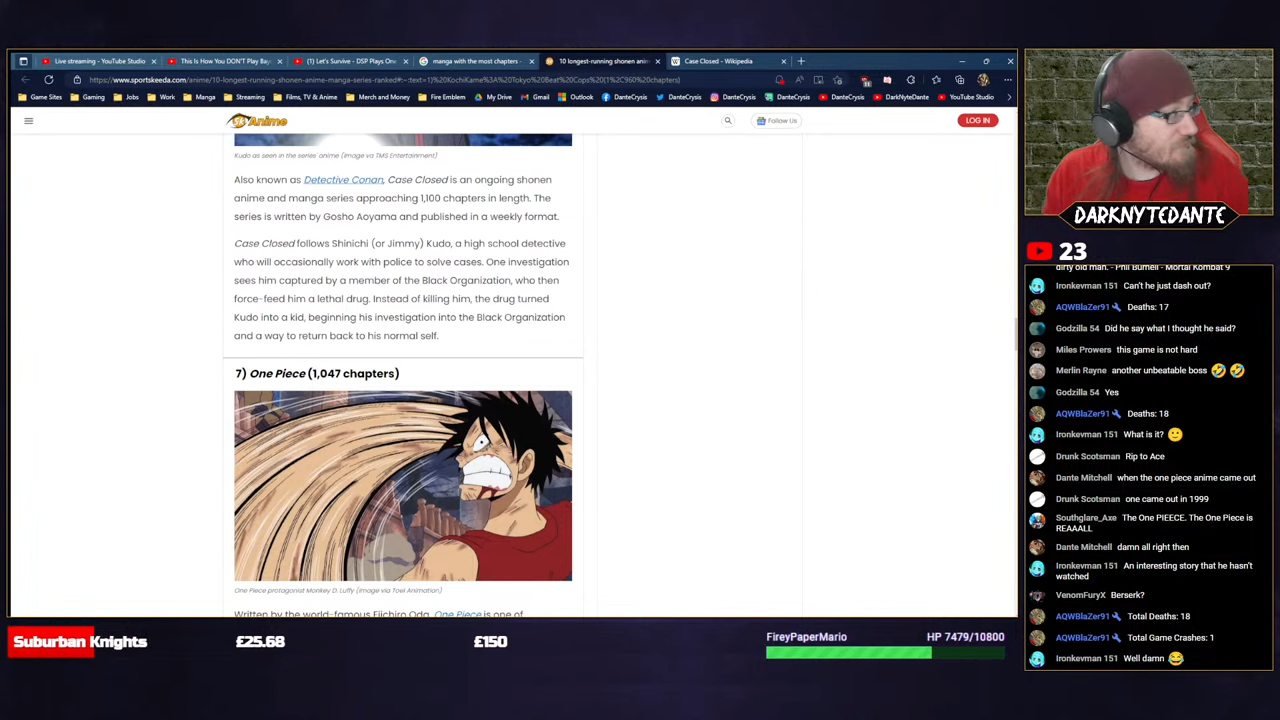 Live streaming - YouTube Studio
This Is How You DON'T Play Bay
(1) Let's Survive - DSP Plays One
manga with the most chapters -
10 longest-running shonen anim
Case Closed - Wikipedia
https://www.sportskeeda.com/anime/10-longest-running-shonen-anime-manga-series-ranked#:~:text=1)%20KochiKame%3A%20Tokyo%20Beat%20Cops%20(1%2C960%20chapters)
Game Sites
Gaming
Jobs
Work
Manga
Streaming
Films, TV & Anime
Merch and Money
Fire Emblem
My Drive
Gmail
Outlook
DanteCrysis
DanteCrysis
DanteCrysis
DanteCrysis
DanteCrysis
DarkNyteDante
YouTube Studio
Anime
Follow Us
LOG IN
Kudo as seen in the series' anime (Image via TMS Entertainment)
Also known as Detective Conan, Case Closed is an ongoing shonen
anime and manga series approaching 1,100 chapters in length. The
series is written by Gosho Aoyama and published in a weekly format.
Case Closed follows Shinichi (or Jimmy) Kudo, a high school detective
who will occasionally work with police to solve cases. One investigation
sees him captured by a member of the Black Organization, who then
force-feed him a lethal drug. Instead of killing him, the drug turned
Kudo into a kid, beginning his investigation into the Black Organization
and a way to return back to his normal self.
7) One Piece (1,047 chapters)
One Piece protagonist Monkey D. Luffy (Image via Toei Animation)
Written by the world-famous Eiichiro Oda, One Piece is one of
DARKNYTEDANTE
23
dirty old man. - Phil Burnell - Mortal Kombat 9
Ironkevman 151 Can't he just dash out?
AQWBlaZer91 Deaths: 17
Godzilla 54 Did he say what I thought he said?
Miles Prowers this game is not hard
Merlin Rayne another unbeatable boss 🤣 🤣
Godzilla 54 Yes
AQWBlaZer91 Deaths: 18
Ironkevman 151 What is it? 🙂
Drunk Scotsman Rip to Ace
Dante Mitchell when the one piece anime came out
Drunk Scotsman one came out in 1999
Southglare_Axe The One PIEECE. The One Piece is
REAAALL
Dante Mitchell damn all right then
Ironkevman 151 An interesting story that he hasn't
watched
VenomFuryX Berserk?
AQWBlaZer91 Total Deaths: 18
AQWBlaZer91 Total Game Crashes: 1
Ironkevman 151 Well damn 😂
Suburban Knights
£25.68
£150
FireyPaperMario
HP 7479/10800